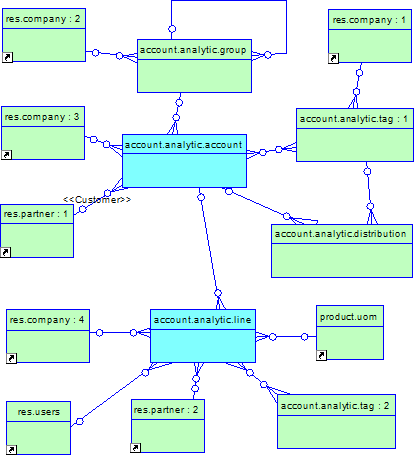 res.company : 2
res.company : 1
account.analytic.group
res.company : 3
account.analytic.tag : 1
account.analytic.account
<<Customer>>
res.partner : 1
account.analytic.distribution
res.company : 4
account.analytic.line
product.uom
res.users
res.partner : 2
account.analytic.tag : 2